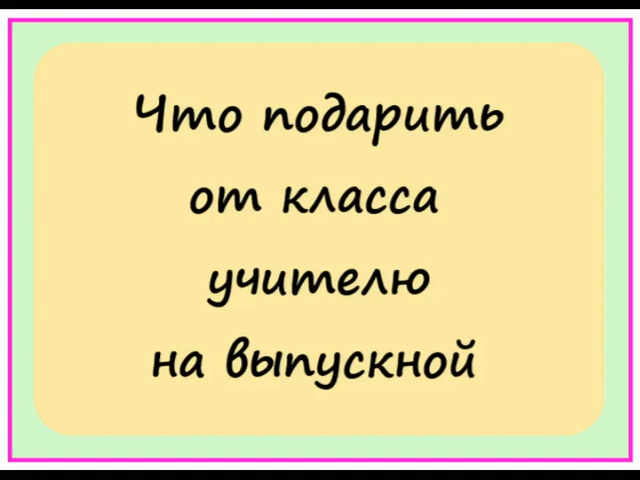 Что подарить
от класса
учителю
на выпускной